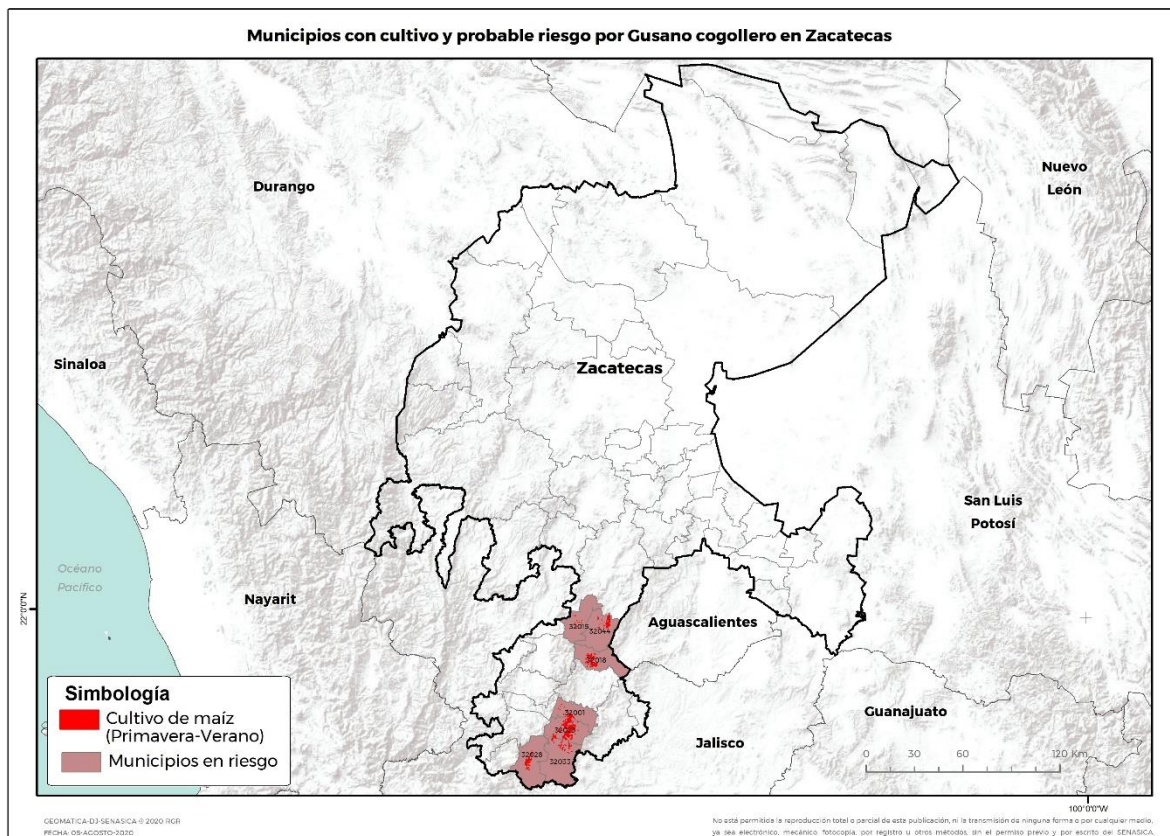 Municipios con cultivo y probable riesgo por Gusano cogollero en Zacatecas
Nuevo
León
Durango
Sinaloa
Zacatecas
San Luis
Potosí
Océano
Pacífico
Nayarit
22°0'0"N
Aguascalientes
32044
32018
32001
32028
32033
Guanajuato
Jalisco
Simbología
Cultivo de maíz
(Primavera-Verano)
Municipios en riesgo
0 30 60 120 Km
100°0'0"W
GEOMATICA-DJ-SENASICA © 2020 RGR
FECHA: 05-AGOSTO-2020
No está permitida la reproducción total o parcial de esta publicación, ni la transmisión de ninguna forma o por cualquier medio,
ya sea electrónico, mecánico, fotocopia, por registro u otros métodos, sin el permiso previo y por escrito del SENASICA.